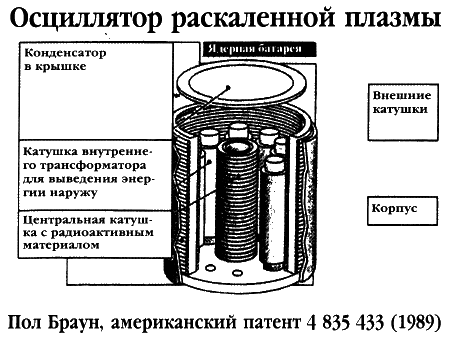 Осциллятор раскаленной плазмы
Ядерная батарея
Конденсатор
в крышке
Внешние
катушки
Катушка внутренне-
го трансформатора
для выведения энер-
гии наружу
Корпус
Центральная катуш-
ка с радиоактивным
материалом
Пол Браун, американский патент 4 835 433 (1989)